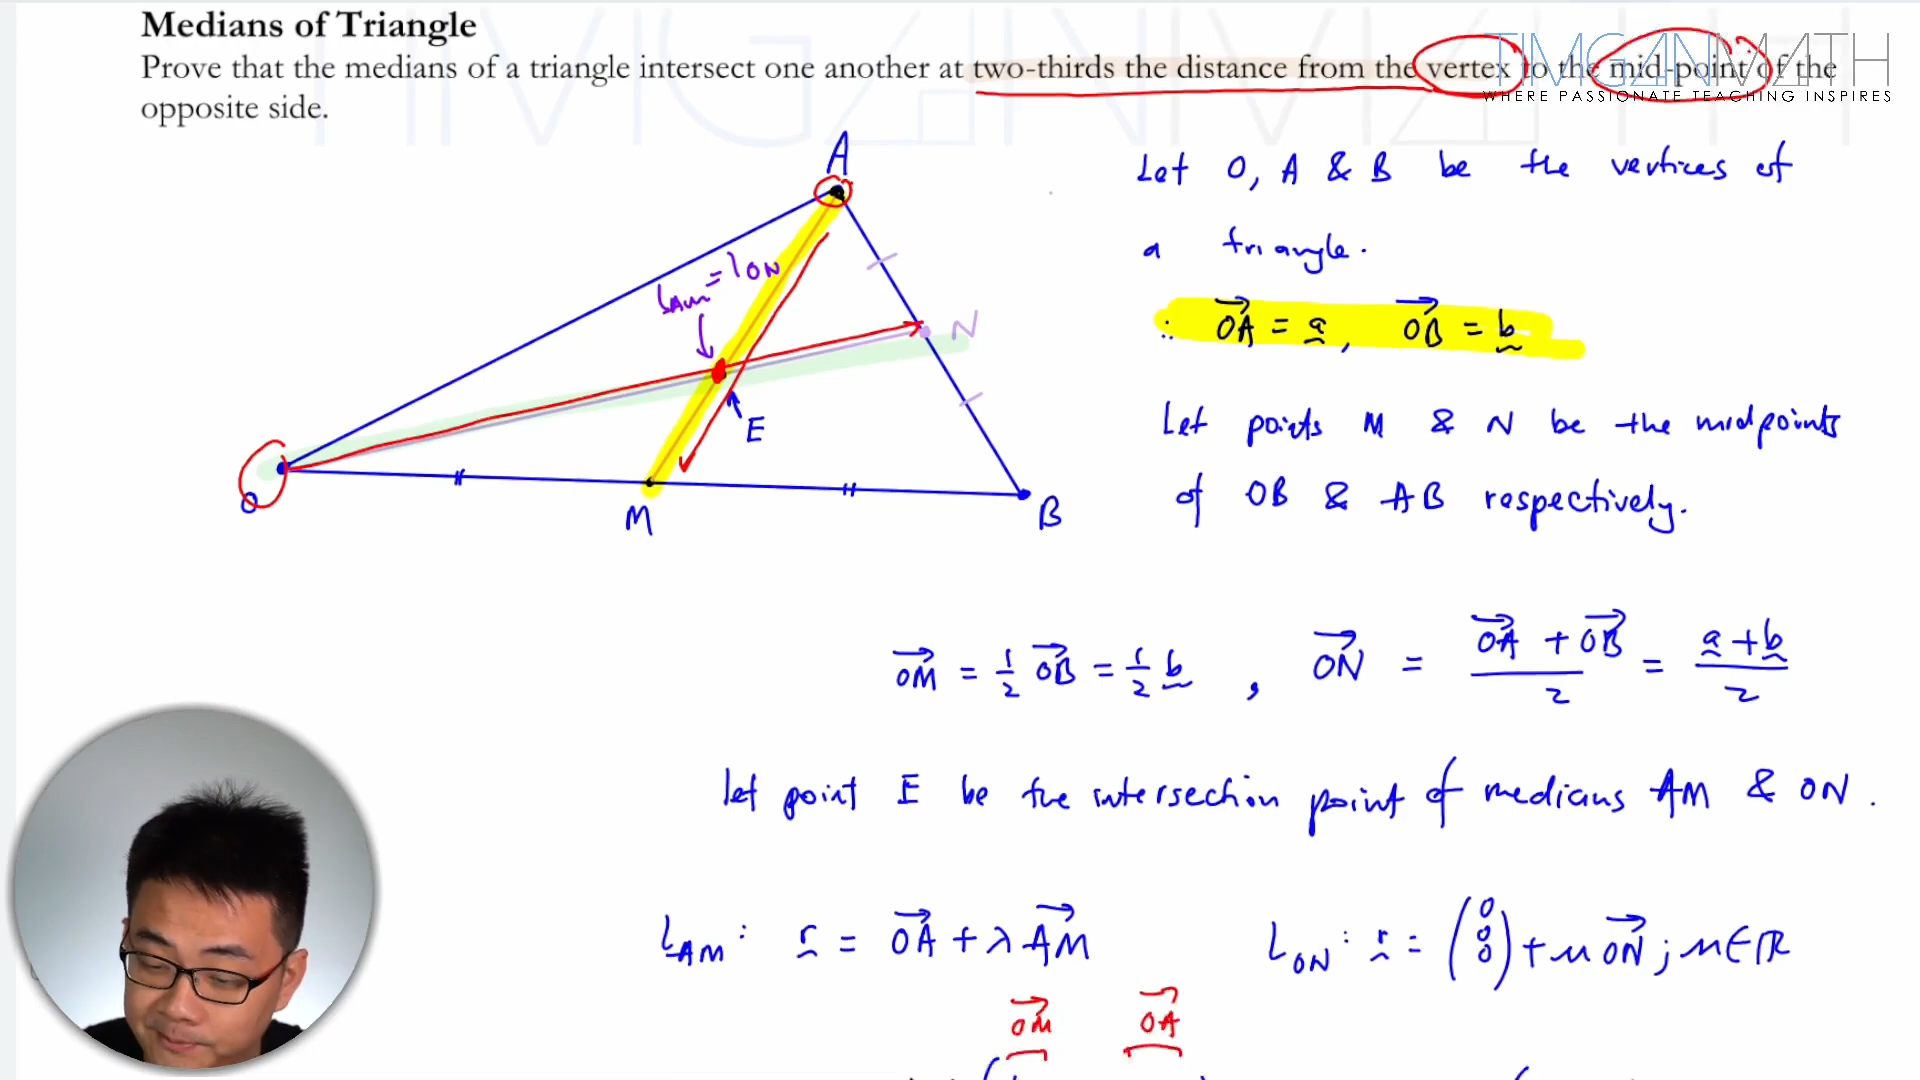 Medians of Triangle
Prove that the medians of a triangle intersect one another at two-thirds the distance from the vertex to the mid-point of the
opposite side.
TIMGANMATH
WHERE PASSIONATE TEACHING INSPIRES
A
Let O, A & B be the vertices of
a triangle.
l_AM = l_ON
N
∴ OA = a, OB = b
E
Let points M & N be the midpoints
of OB & AB respectively.
O
M
B
OM = 1/2 OB = 1/2 b , ON = (OA + OB)/2 = (a + b)/2
Let point E be the intersection point of medians AM & ON.
L_AM : r = OA + λ AM
L_ON : r = (0 0 0) + μ ON ; μ ∈ ℝ
OM OA